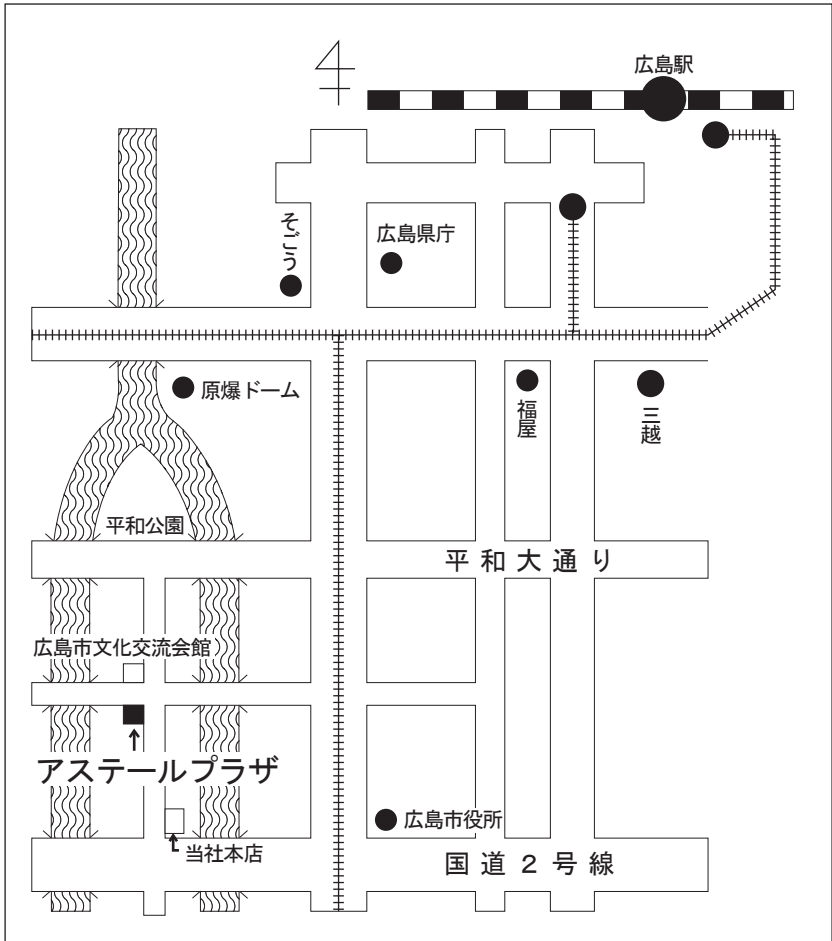 広島駅
そごう
広島県庁
原爆ドーム
福屋
三越
平和公園
平和大通り
広島市文化交流会館
アステールプラザ
広島市役所
当社本店
国道2号線